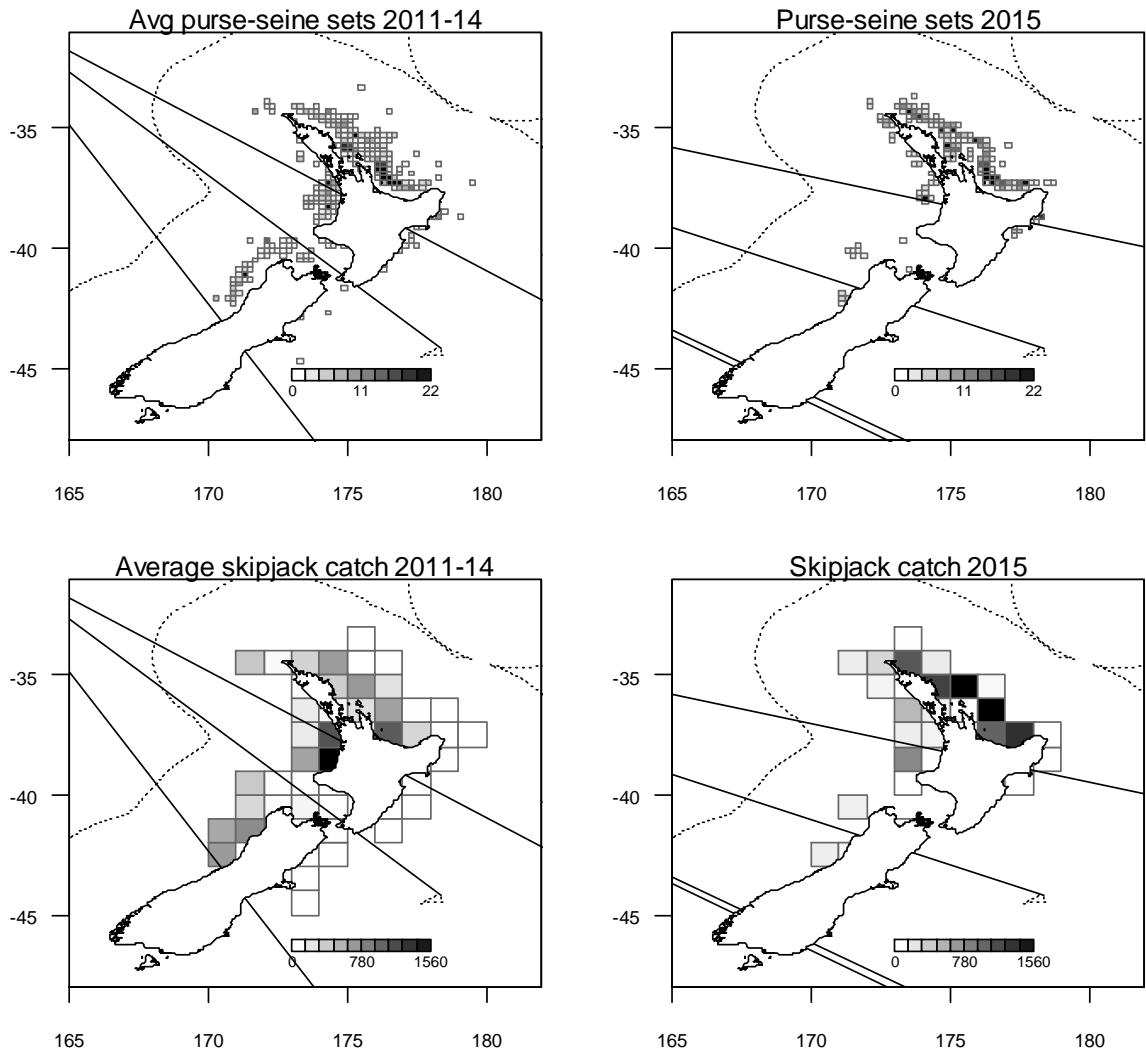 Avg purse-seine sets 2011-14
Purse-seine sets 2015
-35
-35
-40
-40
-45
-45
0 11 22
0 11 22
165 170 175 180
165 170 175 180
Average skipjack catch 2011-14
Skipjack catch 2015
-35
-35
-40
-40
-45
-45
0 780 1560
0 780 1560
165 170 175 180
165 170 175 180